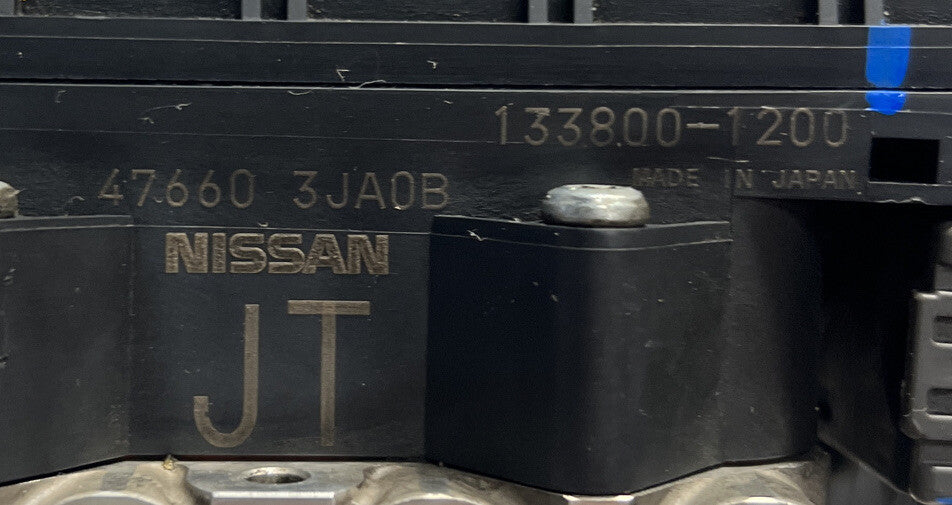 133800-1200
MADE IN JAPAN
47660 3JA0B
NISSAN
JT